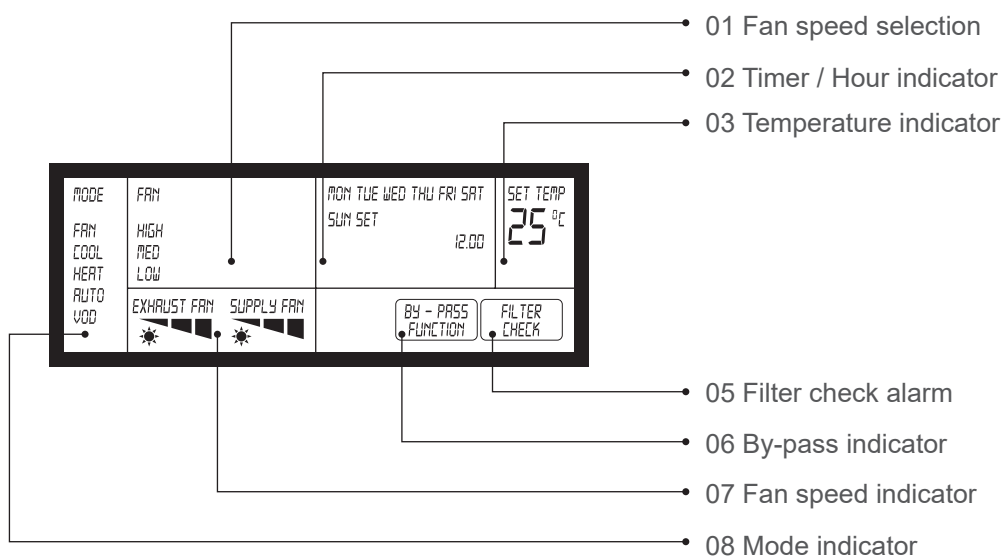 01 Fan speed selection
02 Timer / Hour indicator
03 Temperature indicator
MODE
FAN
COOL
HEAT
AUTO
VOD
FAN
HIGH
MED
LOW
EXHAUST FAN
SUPPLY FAN
MON TUE WED THU FRI SAT
SUN SET
12.00
SET TEMP
25 °C
BY - PASS
FUNCTION
FILTER
CHECK
05 Filter check alarm
06 By-pass indicator
07 Fan speed indicator
08 Mode indicator